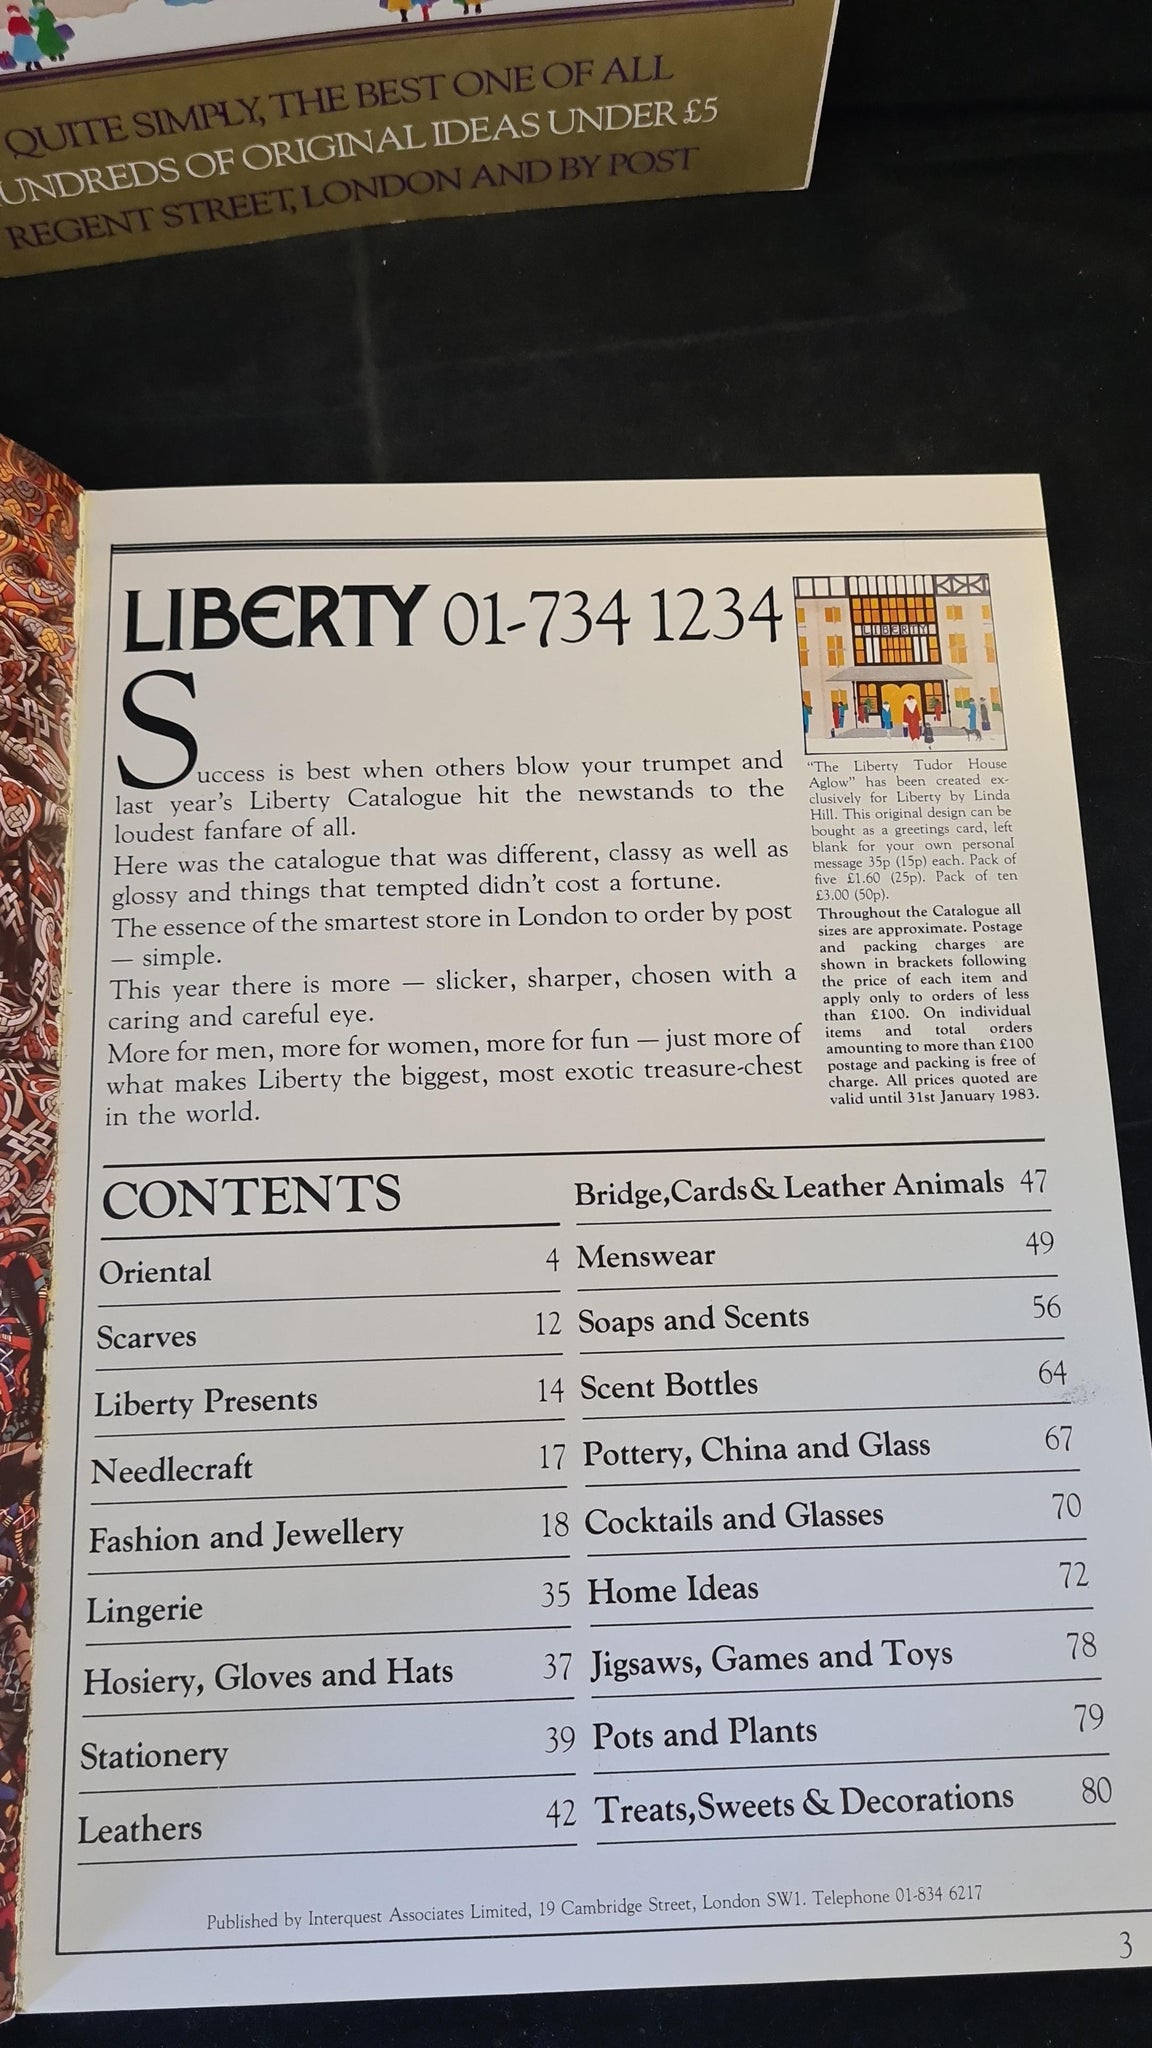 QUITE SIMPLY, THE BEST ONE OF ALL
OF ORIGINAL IDEAS UNDER £5
REGENT STREET, LONDON AND BY POST
LIBERTY 01-734 1234
LIBERTY
Success is best when others blow your trumpet and
last year's Liberty Catalogue hit the newstands to the
loudest fanfare of all.
Here was the catalogue that was different, classy as well as
glossy and things that tempted didn't cost a fortune.
The essence of the smartest store in London to order by post
— simple.
This year there is more — slicker, sharper, chosen with a
caring and careful eye.
More for men, more for women, more for fun — just more of
what makes Liberty the biggest, most exotic treasure-chest
in the world.
"The Liberty Tudor House
Aglow" has been created ex-
clusively for Liberty by Linda
Hill. This original design can be
bought as a greetings card, left
blank for your own personal
message 35p (15p) each. Pack of
five £1.60 (25p). Pack of ten
£3.00 (50p).
Throughout the Catalogue all
sizes are approximate. Postage
and packing charges are
shown in brackets following
the price of each item and
apply only to orders of less
than £100. On individual
items and total orders
amounting to more than £100
postage and packing is free of
charge. All prices quoted are
valid until 31st January 1983.
CONTENTS
Oriental 4
Scarves 12
Liberty Presents 14
Needlecraft 17
Fashion and Jewellery 18
Lingerie 35
Hosiery, Gloves and Hats 37
Stationery 39
Leathers 42
Bridge, Cards & Leather Animals 47
Menswear 49
Soaps and Scents 56
Scent Bottles 64
Pottery, China and Glass 67
Cocktails and Glasses 70
Home Ideas 72
Jigsaws, Games and Toys 78
Pots and Plants 79
Treats, Sweets & Decorations 80
Published by Interquest Associates Limited, 19 Cambridge Street, London SW1. Telephone 01-834 6217
3